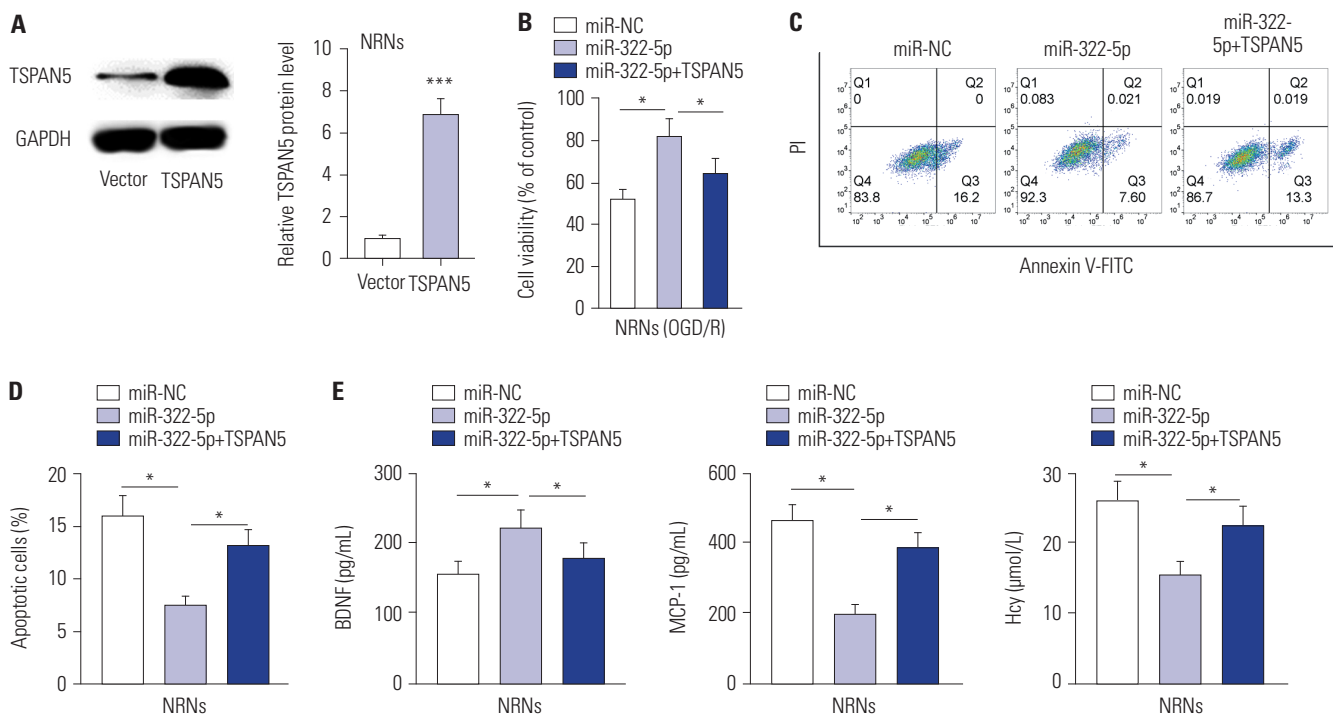 A
TSPAN5
GAPDH
Vector
TSPAN5
NRNs
Relative TSPAN5 protein level
10
8
6
4
2
0
***
Vector
TSPAN5
B
miR-NC
miR-322-5p
miR-322-5p+TSPAN5
Cell viability (% of control)
100
80
60
40
20
0
*
*
NRNs (OGD/R)
C
miR-NC
miR-322-5p
miR-322-
5p+TSPAN5
PI
Q1
0
Q2
0
Q4
83.8
Q3
16.2
Q1
0.083
Q2
0.021
Q4
92.3
Q3
7.60
Q1
0.019
Q2
0.019
Q4
86.7
Q3
13.3
Annexin V-FITC
D
miR-NC
miR-322-5p
miR-322-5p+TSPAN5
Apoptotic cells (%)
20
15
10
5
0
*
*
NRNs
E
miR-NC
miR-322-5p
miR-322-5p+TSPAN5
BDNF (pg/mL)
300
200
100
0
*
*
NRNs
miR-NC
miR-322-5p
miR-322-5p+TSPAN5
MCP-1 (pg/mL)
600
400
200
0
*
*
NRNs
miR-NC
miR-322-5p
miR-322-5p+TSPAN5
Hcy (µmol/L)
30
20
10
0
*
*
NRNs